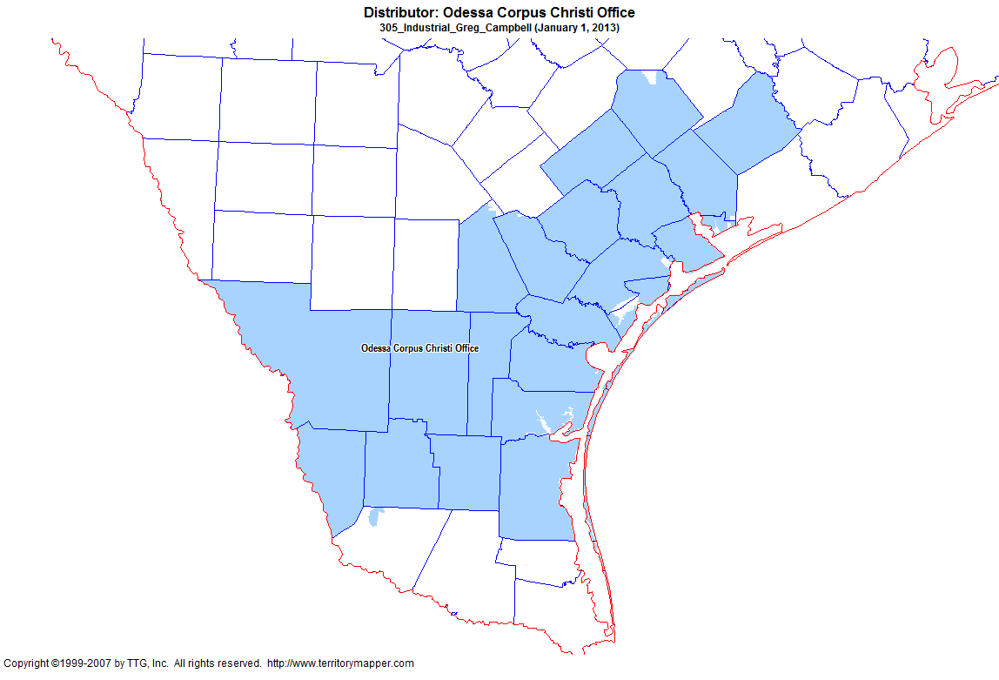 Distributor: Odessa Corpus Christi Office
305_Industrial_Greg_Campbell (January 1, 2013)
Odessa Corpus Christi Office
Copyright ©1999-2007 by TTG, Inc.  All rights reserved.  http://www.territorymapper.com